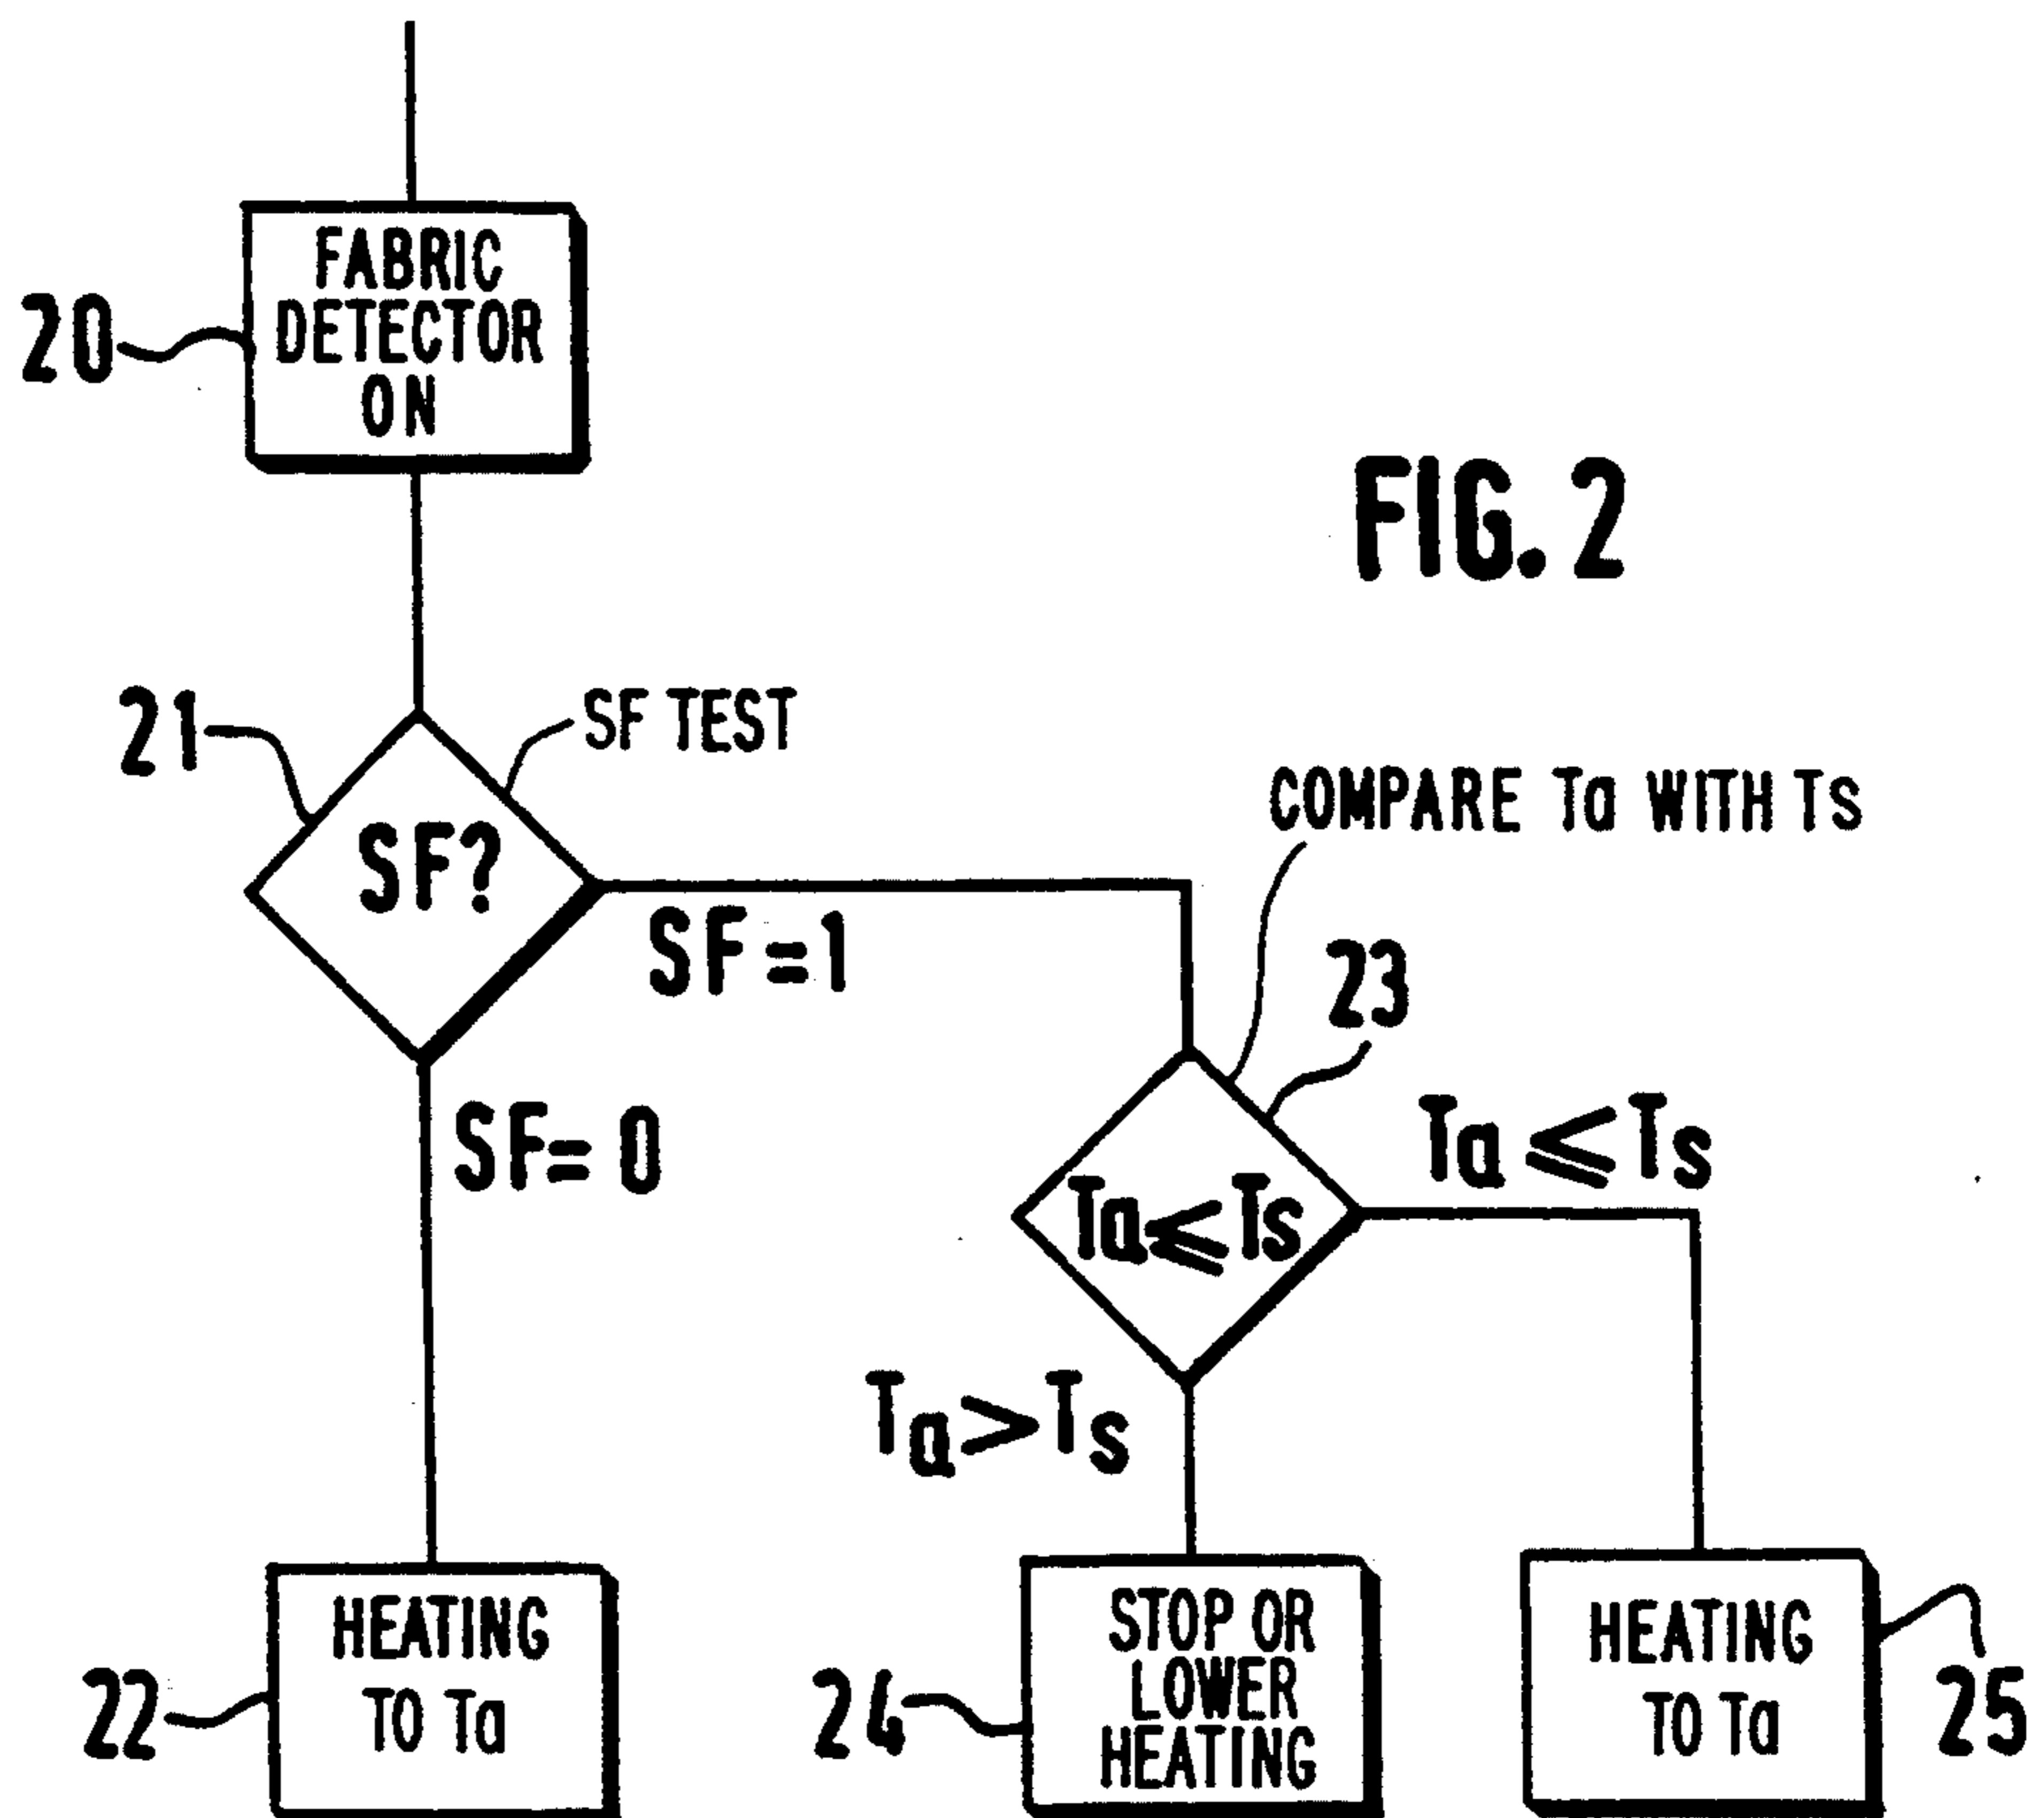 FABRIC
DETECTOR
ON
20
FIG. 2
21
SF TEST
SF?
COMPARE Ta WITH Ts
SF=1
23
SF=0
Ta≤Ts
Ta≤Ts
Ta>Ts
HEATING
TO Ta
22
STOP OR
LOWER
HEATING
24
HEATING
TO Ta
25